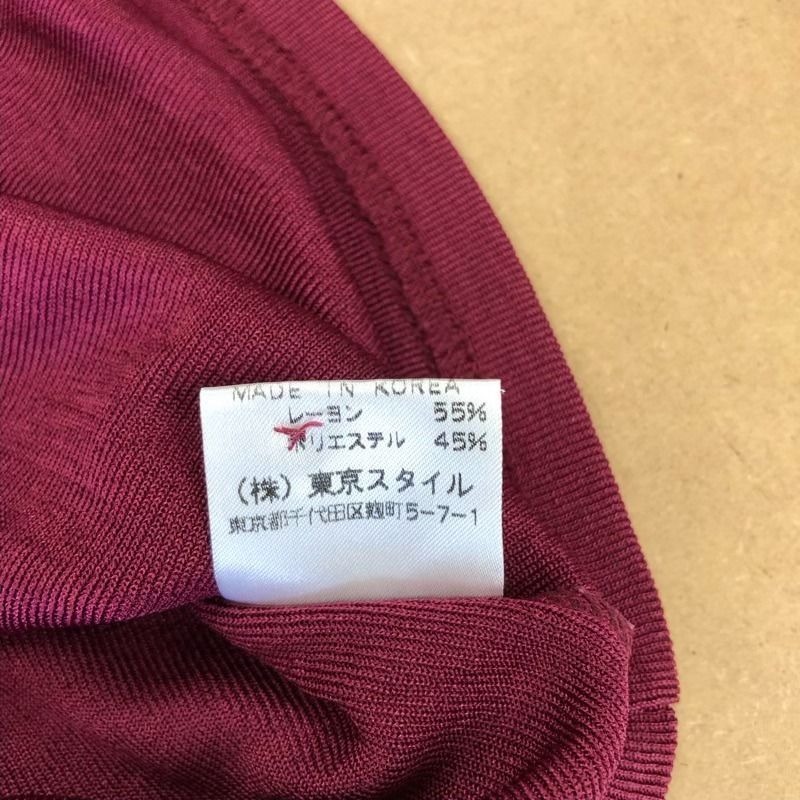 MADE IN KOREA
レーヨン 55%
ポリエステル 45%
(株) 東京スタイル
東京都千代田区麹町5-7-1